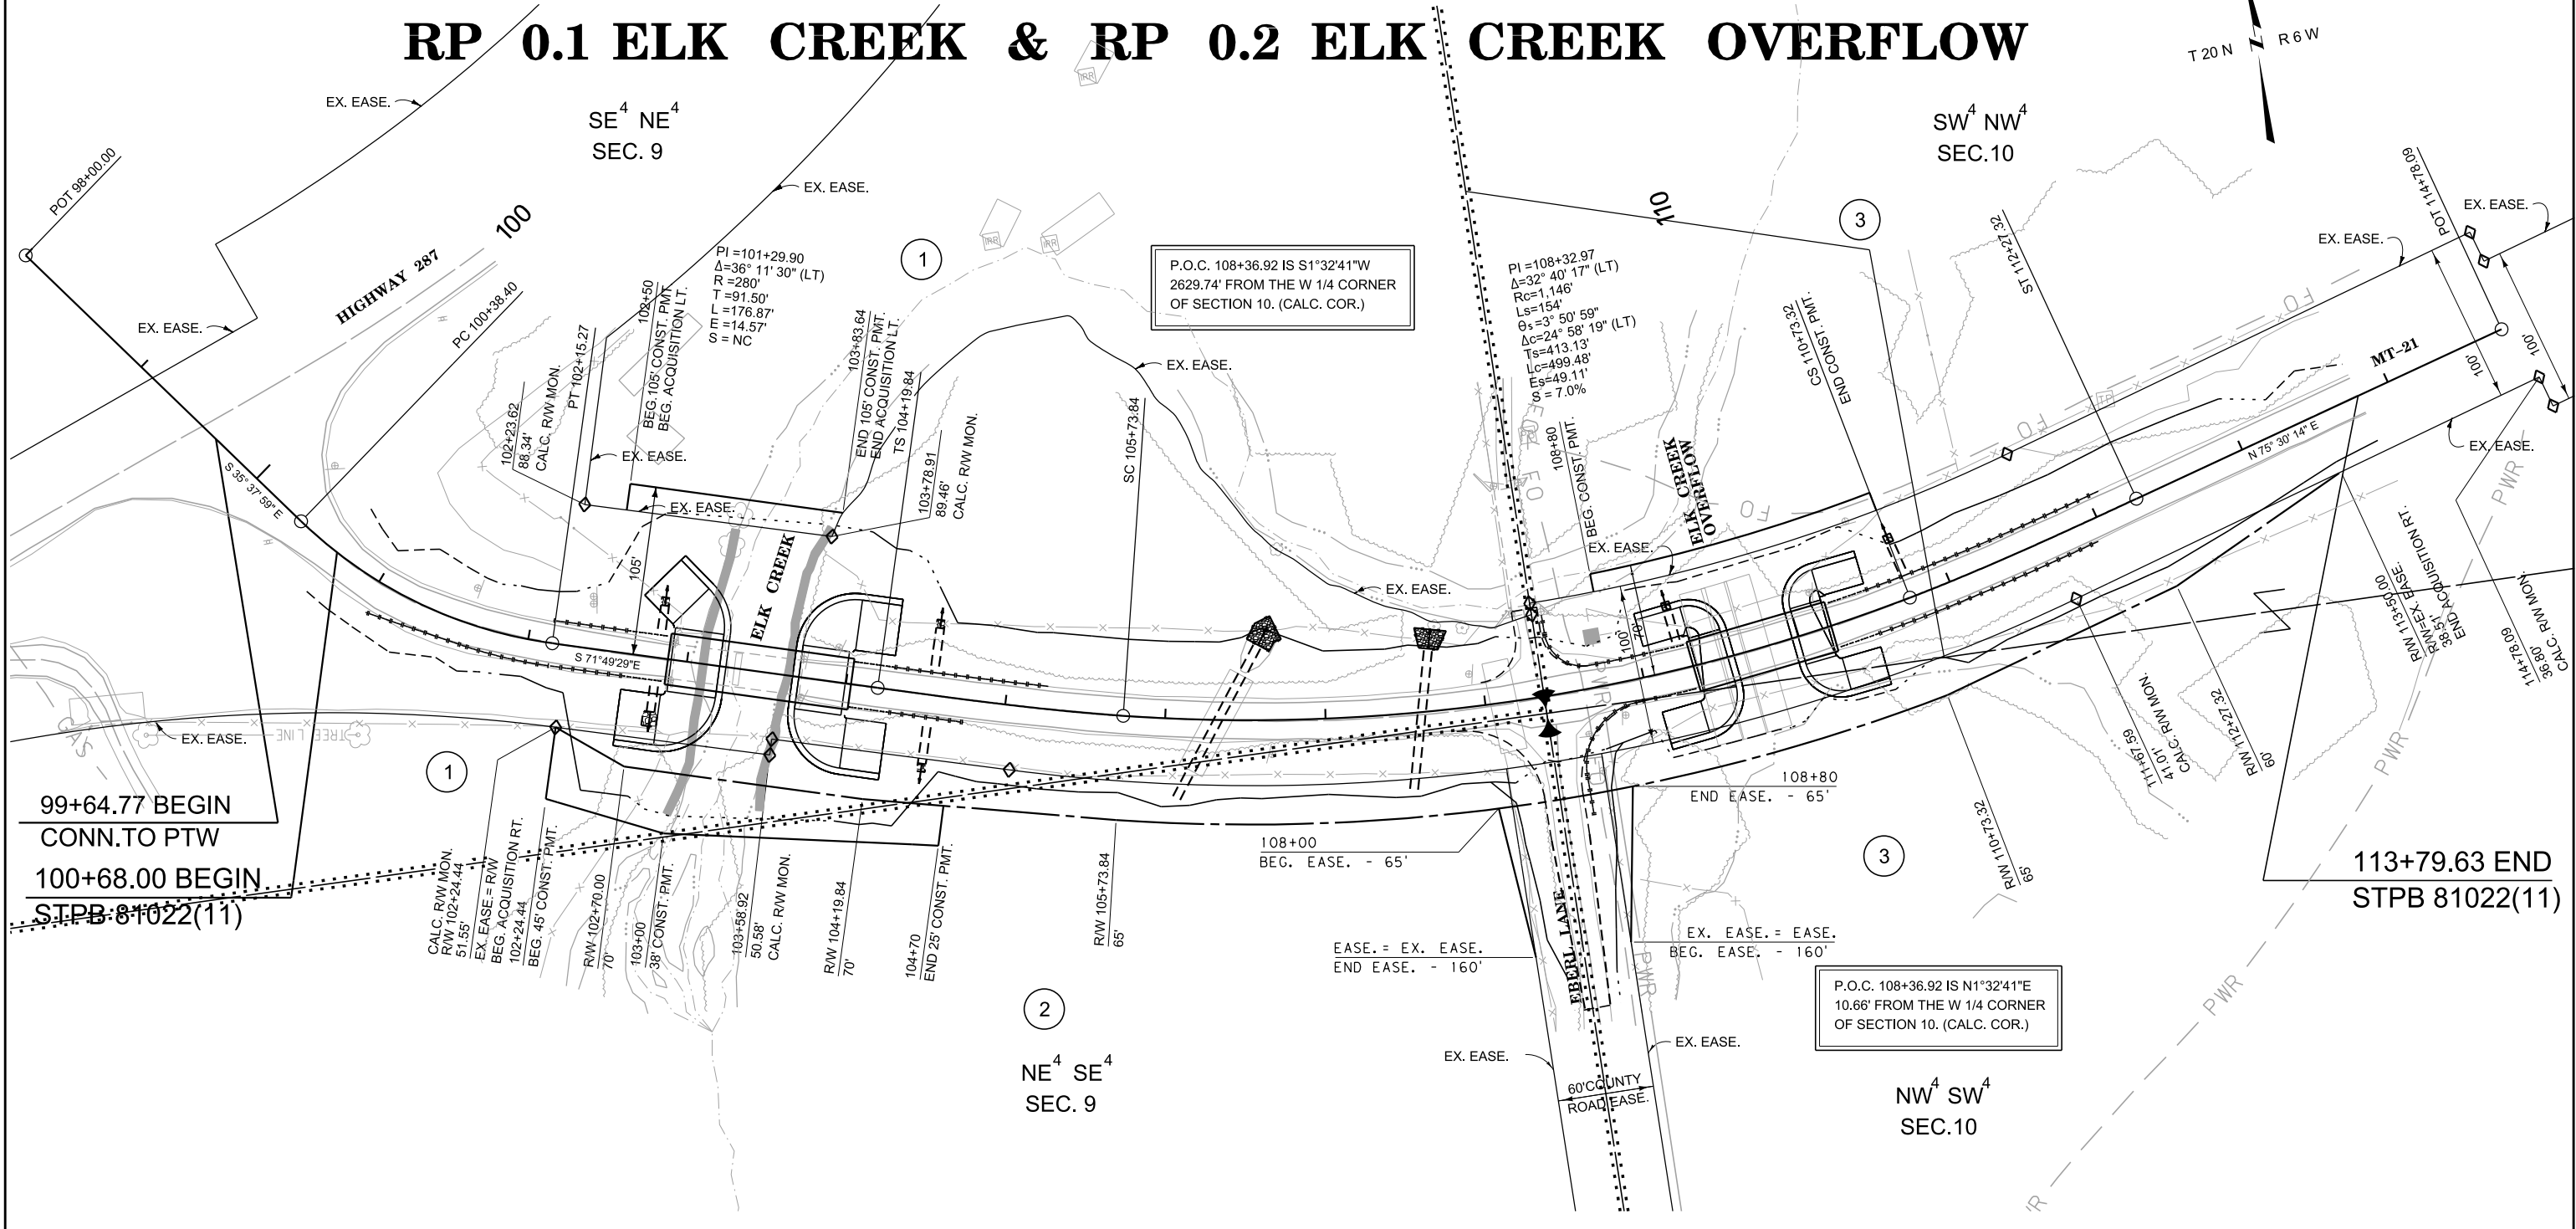 RP 0.1 ELK CREEK & RP 0.2 ELK CREEK OVERFLOW
T 20 N R 6 W
EX. EASE.
SE4 NE4
SEC. 9
SW4 NW4
SEC.10
POT 98+00.00
EX. EASE.
HIGHWAY 287
100
PC 100+38.40
EX. EASE.
S 35° 37' 59" E
102+23.62
88.34'
CALC. R/W MON.
PT 102+15.27
EX. EASE.
102+50
BEG.105' CONST. PMT.
BEG. ACQUISITION LT.
PI =101+29.90
Δ=36° 11' 30" (LT)
R =280'
T =91.50'
L =176.87'
E =14.57'
S = NC
1
IRR
IRR
IRR
103+83.64
END 105' CONST. PMT.
END ACQUISITION LT.
TS 104+19.84
103+78.91
89.46'
CALC. R/W MON.
SC 105+73.84
EX. EASE.
P.O.C. 108+36.92 IS S1°32'41"W
2629.74' FROM THE W 1/4 CORNER
OF SECTION 10. (CALC. COR.)
PI =108+32.97
Δ=32° 40' 17" (LT)
Rc=1,146'
Ls=154'
θs=3° 50' 59"
Δc=24° 58' 19" (LT)
Ts=413.13'
Lc=499.48'
Es=49.11'
S = 7.0%
110
3
108+80
BEG. CONST. PMT.
ELK CREEK
OVERFLOW
CS 110+73.32
END CONST. PMT.
ST 112+27.32
EX. EASE.
POT 114+78.09
EX. EASE.
100'
100'
MT-21
N 75° 30' 14" E
EX. EASE.
FO
FO
FO
FO
TP
PWR
EX. EASE.
EX. EASE.
105'
ELK CREEK
S 71°49'29"E
EX. EASE.
EX. EASE.
100'
70'
PWR
GAS
EX. EASE.
TREE LINE
1
99+64.77 BEGIN
CONN.TO PTW
100+68.00 BEGIN
STPB 81022(11)
CALC. R/W MON.
R/W 102+24.44
51.55'
EX. EASE.= R/W
BEG. ACQUISITION RT.
102+24.44
BEG. 45' CONST. PMT.
R/W 102+70.00
70'
103+00
38' CONST. PMT.
103+58.92
50.58'
CALC. R/W MON.
R/W 104+19.84
70'
104+70
END 25' CONST. PMT.
R/W 105+73.84
65'
108+00
BEG. EASE. - 65'
108+80
END EASE. - 65'
EASE. = EX. EASE.
END EASE. - 160'
EX. EASE. = EASE.
BEG. EASE. - 160'
EBERL LANE
PWR
3
R/W 110+73.32
65'
111+67.59
41.01'
CALC. R/W MON.
R/W 112+27.32
60'
R/W 113+50.00
R/W=EX. EASE.
38.51'
END ACQUISITION RT.
114+78.09
36.80'
CALC. R/W MON.
PWR
PWR
113+79.63 END
STPB 81022(11)
2
NE4 SE4
SEC. 9
EX. EASE.
EX. EASE.
60'COUNTY
ROAD EASE.
P.O.C. 108+36.92 IS N1°32'41"E
10.66' FROM THE W 1/4 CORNER
OF SECTION 10. (CALC. COR.)
NW4 SW4
SEC.10